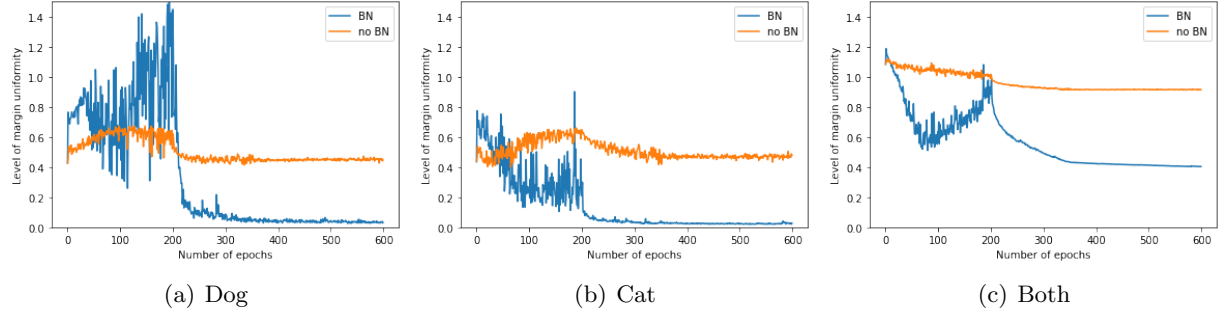 1.4
1.2
1.0
0.8
0.6
0.4
0.2
0.0
Level of margin uniformity
0 100 200 300 400 500 600
Number of epochs
BN
no BN
(a) Dog
1.4
1.2
1.0
0.8
0.6
0.4
0.2
0.0
Level of margin uniformity
0 100 200 300 400 500 600
Number of epochs
BN
no BN
(b) Cat
1.4
1.2
1.0
0.8
0.6
0.4
0.2
0.0
Level of margin uniformity
0 100 200 300 400 500 600
Number of epochs
BN
no BN
(c) Both